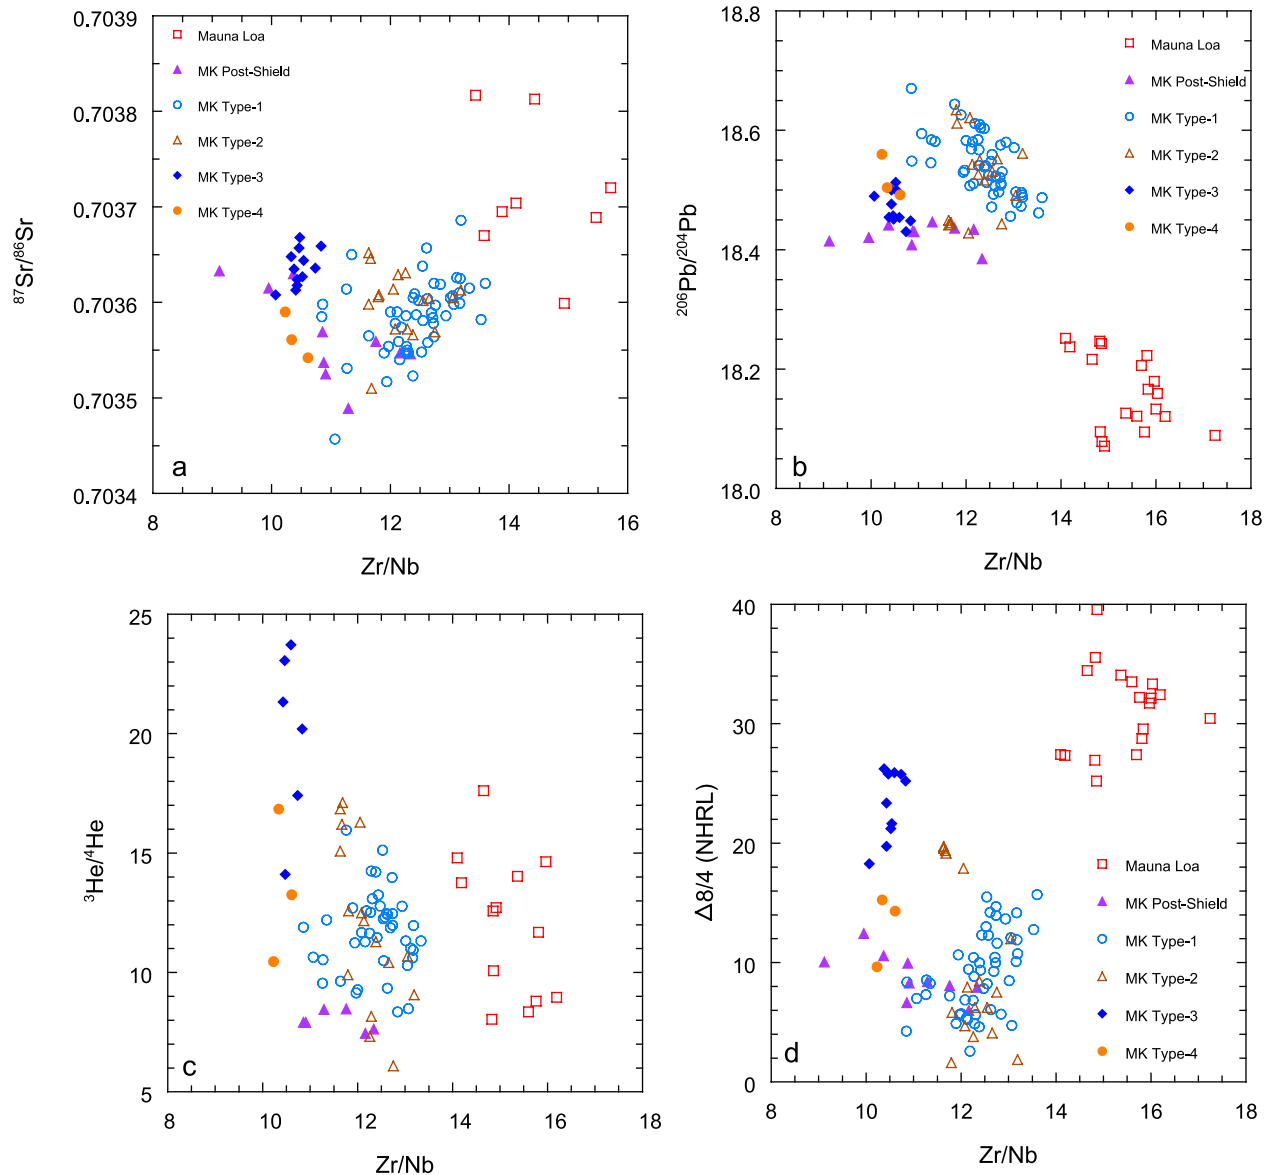 0.7039
0.7038
0.7037
0.7036
0.7035
0.7034
87Sr/86Sr
Mauna Loa
MK Post-Shield
MK Type-1
MK Type-2
MK Type-3
MK Type-4
a
8 10 12 14 16
Zr/Nb
18.8
18.6
18.4
18.2
18.0
206Pb/204Pb
Mauna Loa
MK Post-Shield
MK Type-1
MK Type-2
MK Type-3
MK Type-4
b
8 10 12 14 16 18
Zr/Nb
25
20
15
10
5
3He/4He
c
8 10 12 14 16 18
Zr/Nb
40
30
20
10
0
Δ8/4 (NHRL)
Mauna Loa
MK Post-Shield
MK Type-1
MK Type-2
MK Type-3
MK Type-4
d
8 10 12 14 16 18
Zr/Nb